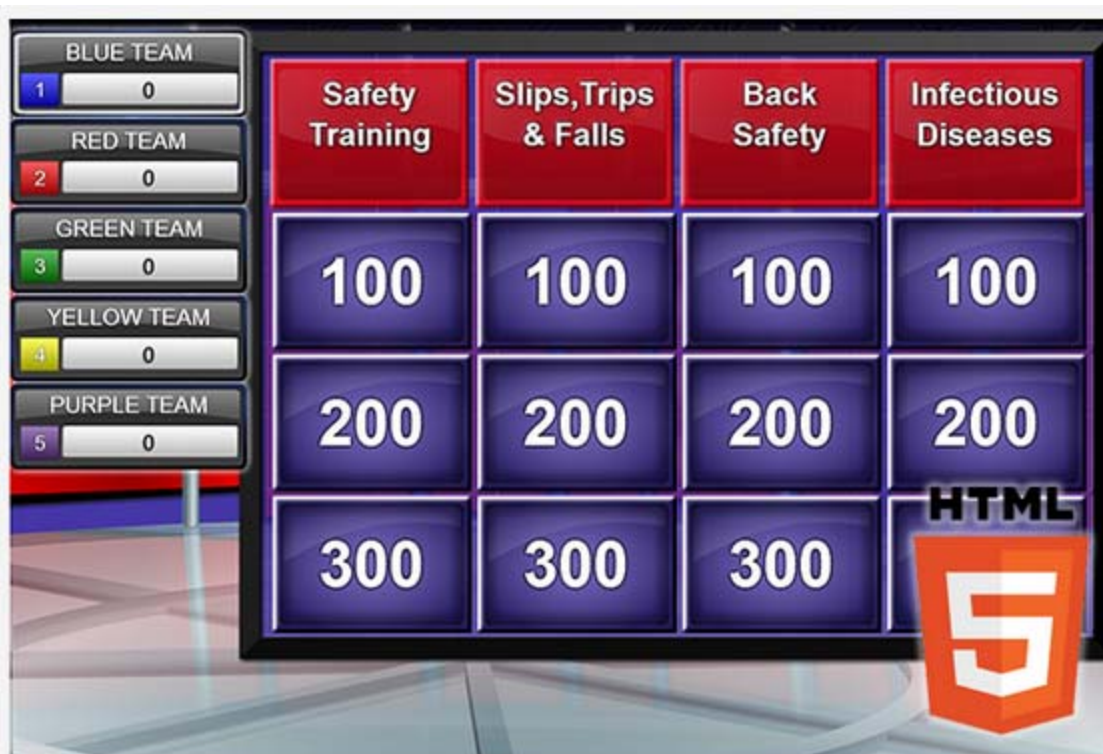 BLUE TEAM
1 0
RED TEAM
2 0
GREEN TEAM
3 0
YELLOW TEAM
4 0
PURPLE TEAM
5 0
Safety
Training
Slips,Trips
& Falls
Back
Safety
Infectious
Diseases
100 100 100 100
200 200 200 200
300 300 300
HTML
5